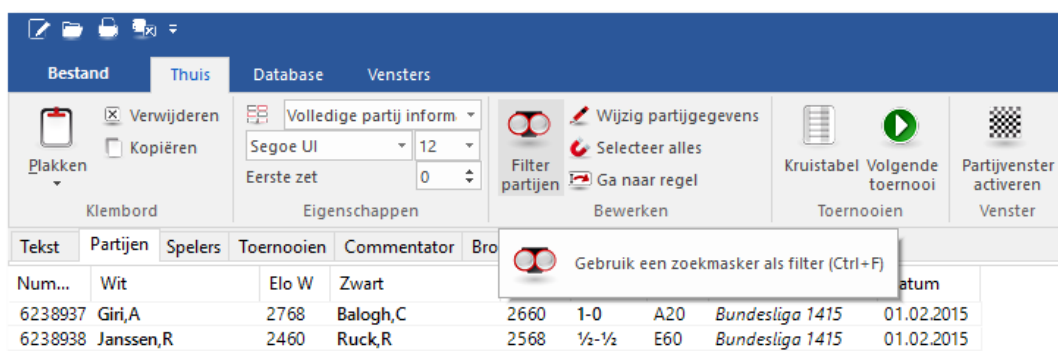 Bestand Thuis Database Vensters
Plakken
Verwijderen
Kopiëren
Klembord
Volledige partij inform
Segoe UI 12
Eerste zet 0
Eigenschappen
Filter
partijen
Wijzig partijgegevens
Selecteer alles
Ga naar regel
Bewerken
Kruistabel
Volgende
toernooi
Toernooien
Partijvenster
activeren
Venster
Tekst Partijen Spelers Toernooien Commentator Bro
Gebruik een zoekmasker als filter (Ctrl+F)
Num... Wit Elo W Zwart atum
6238937 Giri,A 2768 Balogh,C 2660 1-0 A20 Bundesliga 1415 01.02.2015
6238938 Janssen,R 2460 Ruck,R 2568 ½-½ E60 Bundesliga 1415 01.02.2015